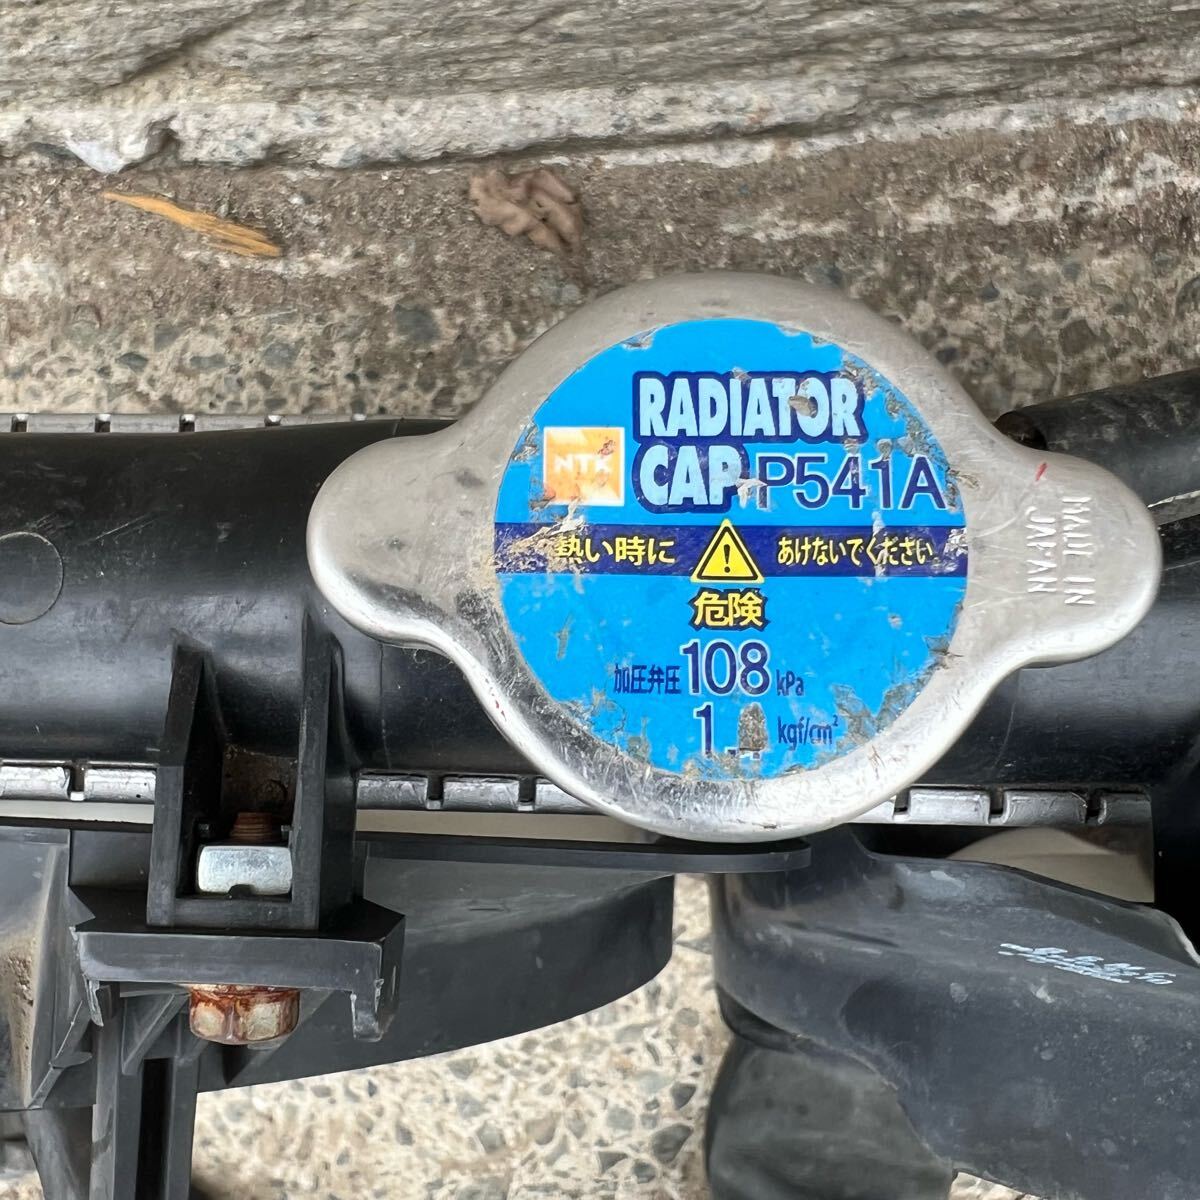 RADIATOR
NTK CAP P541A
熱い時に あけないでください。
危険
加圧弁圧 108 kPa
kgf/cm²
MADE IN
JAPAN